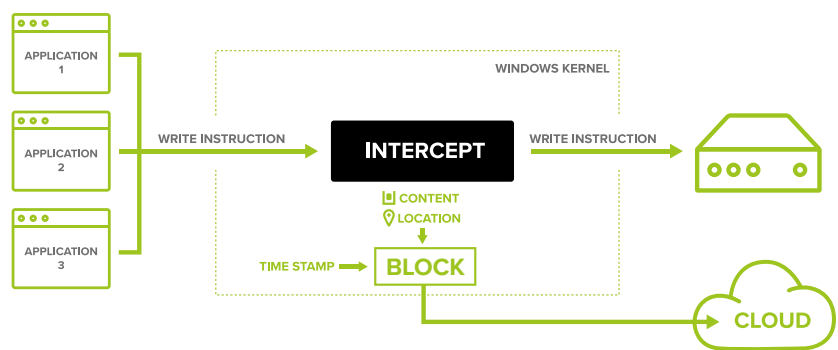 APPLICATION
1
WINDOWS KERNEL
WRITE INSTRUCTION
INTERCEPT
WRITE INSTRUCTION
APPLICATION
2
CONTENT
LOCATION
APPLICATION
3
TIME STAMP
BLOCK
CLOUD